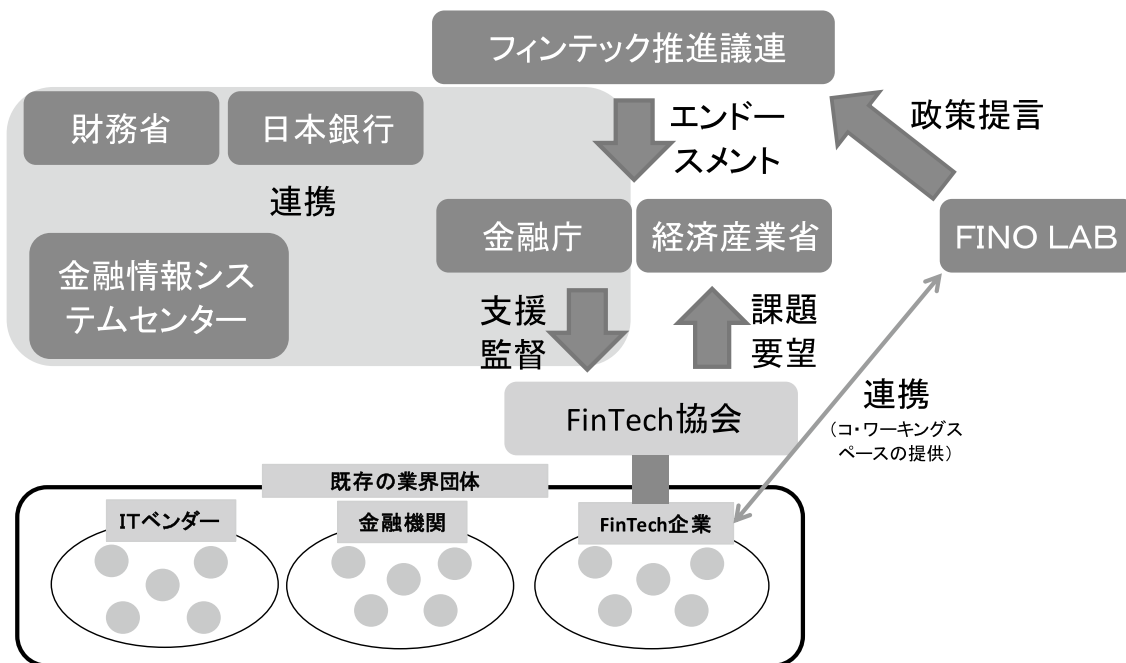 フィンテック推進議連
財務省
日本銀行
エンドー
スメント
政策提言
連携
金融庁
経済産業省
FINO LAB
金融情報シス
テムセンター
支援
監督
課題
要望
FinTech協会
連携
（コ・ワーキングス
ペースの提供）
既存の業界団体
ITベンダー
金融機関
FinTech企業